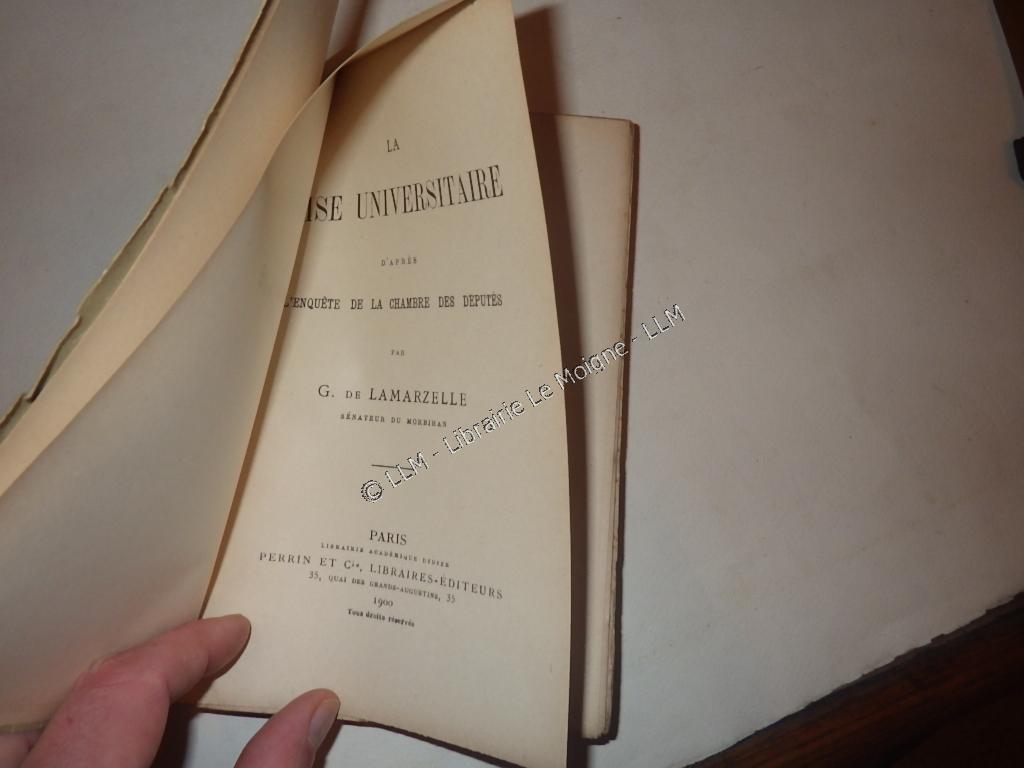 LA
ISE UNIVERSITAIRE
D'APRÈS
L'ENQUÊTE DE LA CHAMBRE DES DÉPUTÉS
PAR
G. DE LAMARZELLE
SÉNATEUR DU MORBIHAN
PARIS
LIBRAIRIE ACADÉMIQUE DIDIER
PERRIN ET Cie, LIBRAIRES-ÉDITEURS
35, QUAI DES GRANDS-AUGUSTINS, 35
1900
Tous droits réservés
© LLM - Librairie Le Moigne - LLM